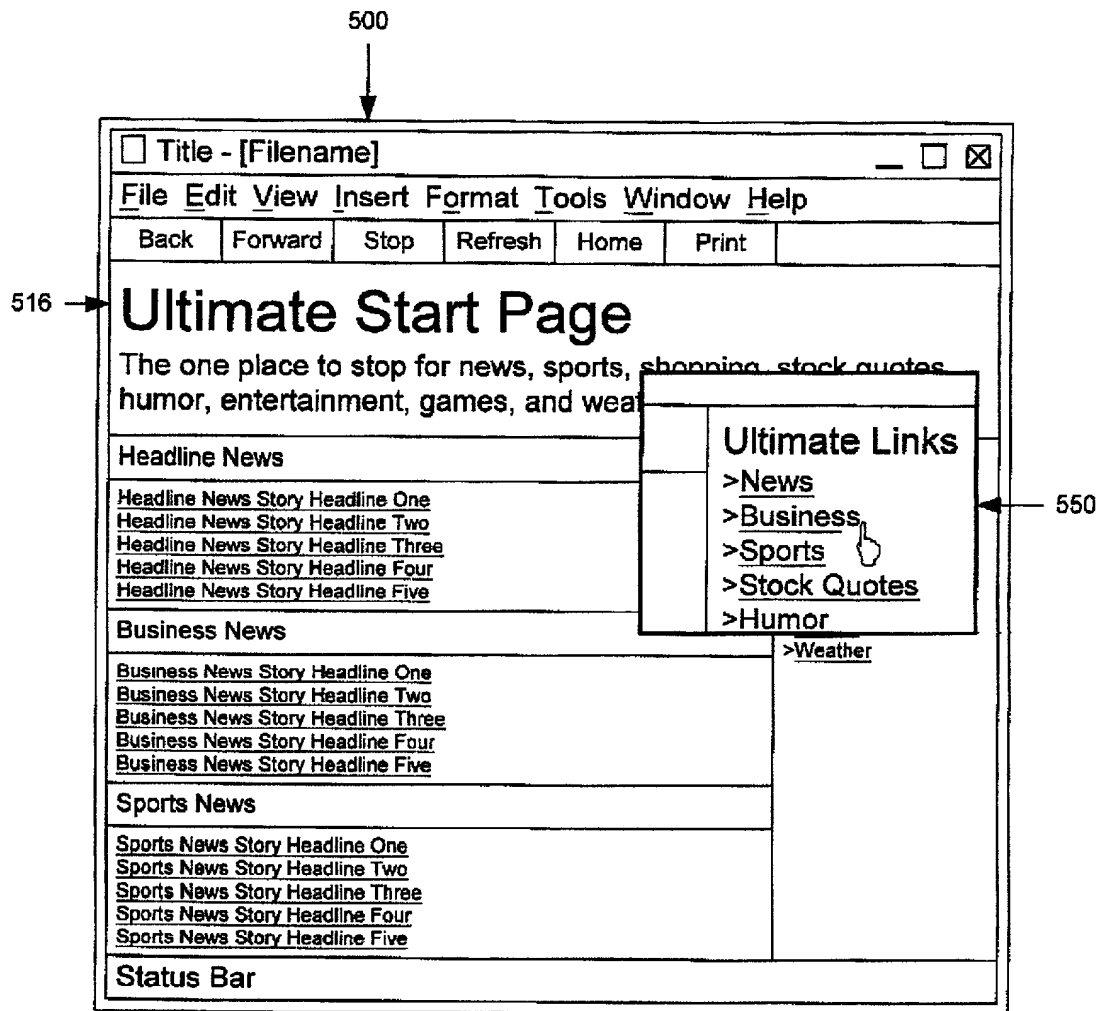 500
Title - [Filename]
File Edit View Insert Format Tools Window Help
Back Forward Stop Refresh Home Print
516
Ultimate Start Page
The one place to stop for news, sports, shopping, stock quotes
humor, entertainment, games, and
Headline News
Headline News Story Headline One
Headline News Story Headline Two
Headline News Story Headline Three
Headline News Story Headline Four
Headline News Story Headline Five
Ultimate Links
>News
>Business
>Sports
>Stock Quotes
>Humor
550
>Weather
Business News
Business News Story Headline One
Business News Story Headline Two
Business News Story Headline Three
Business News Story Headline Four
Business News Story Headline Five
Sports News
Sports News Story Headline One
Sports News Story Headline Two
Sports News Story Headline Three
Sports News Story Headline Four
Sports News Story Headline Five
Status Bar